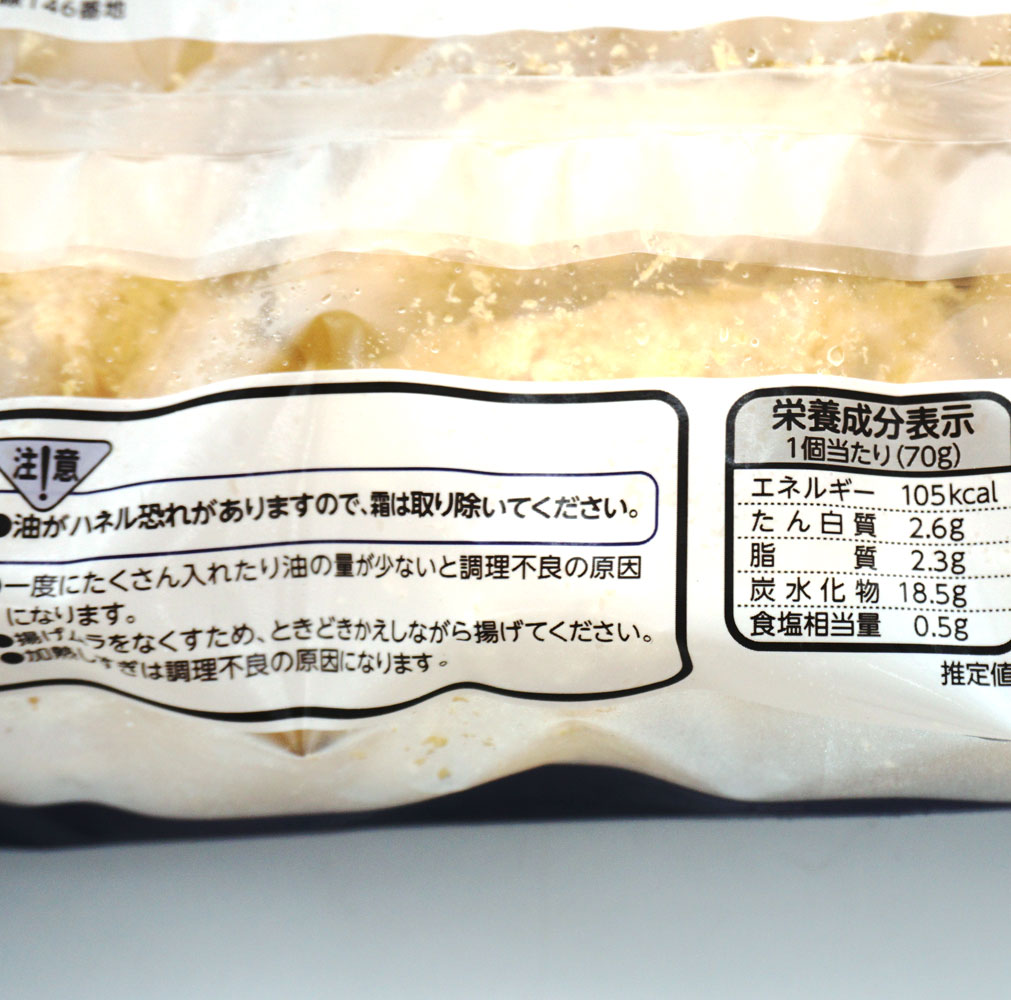 146番地
注!意
●油がハネル恐れがありますので、霜は取り除いてください。
●一度にたくさん入れたり油の量が少ないと調理不良の原因
になります。
●揚げムラをなくすため、ときどきかえしながら揚げてください。
●加熱しすぎは調理不良の原因になります。
栄養成分表示
1個当たり(70g)
エネルギー 105kcal
たん白質 2.6g
脂質 2.3g
炭水化物 18.5g
食塩相当量 0.5g
推定値